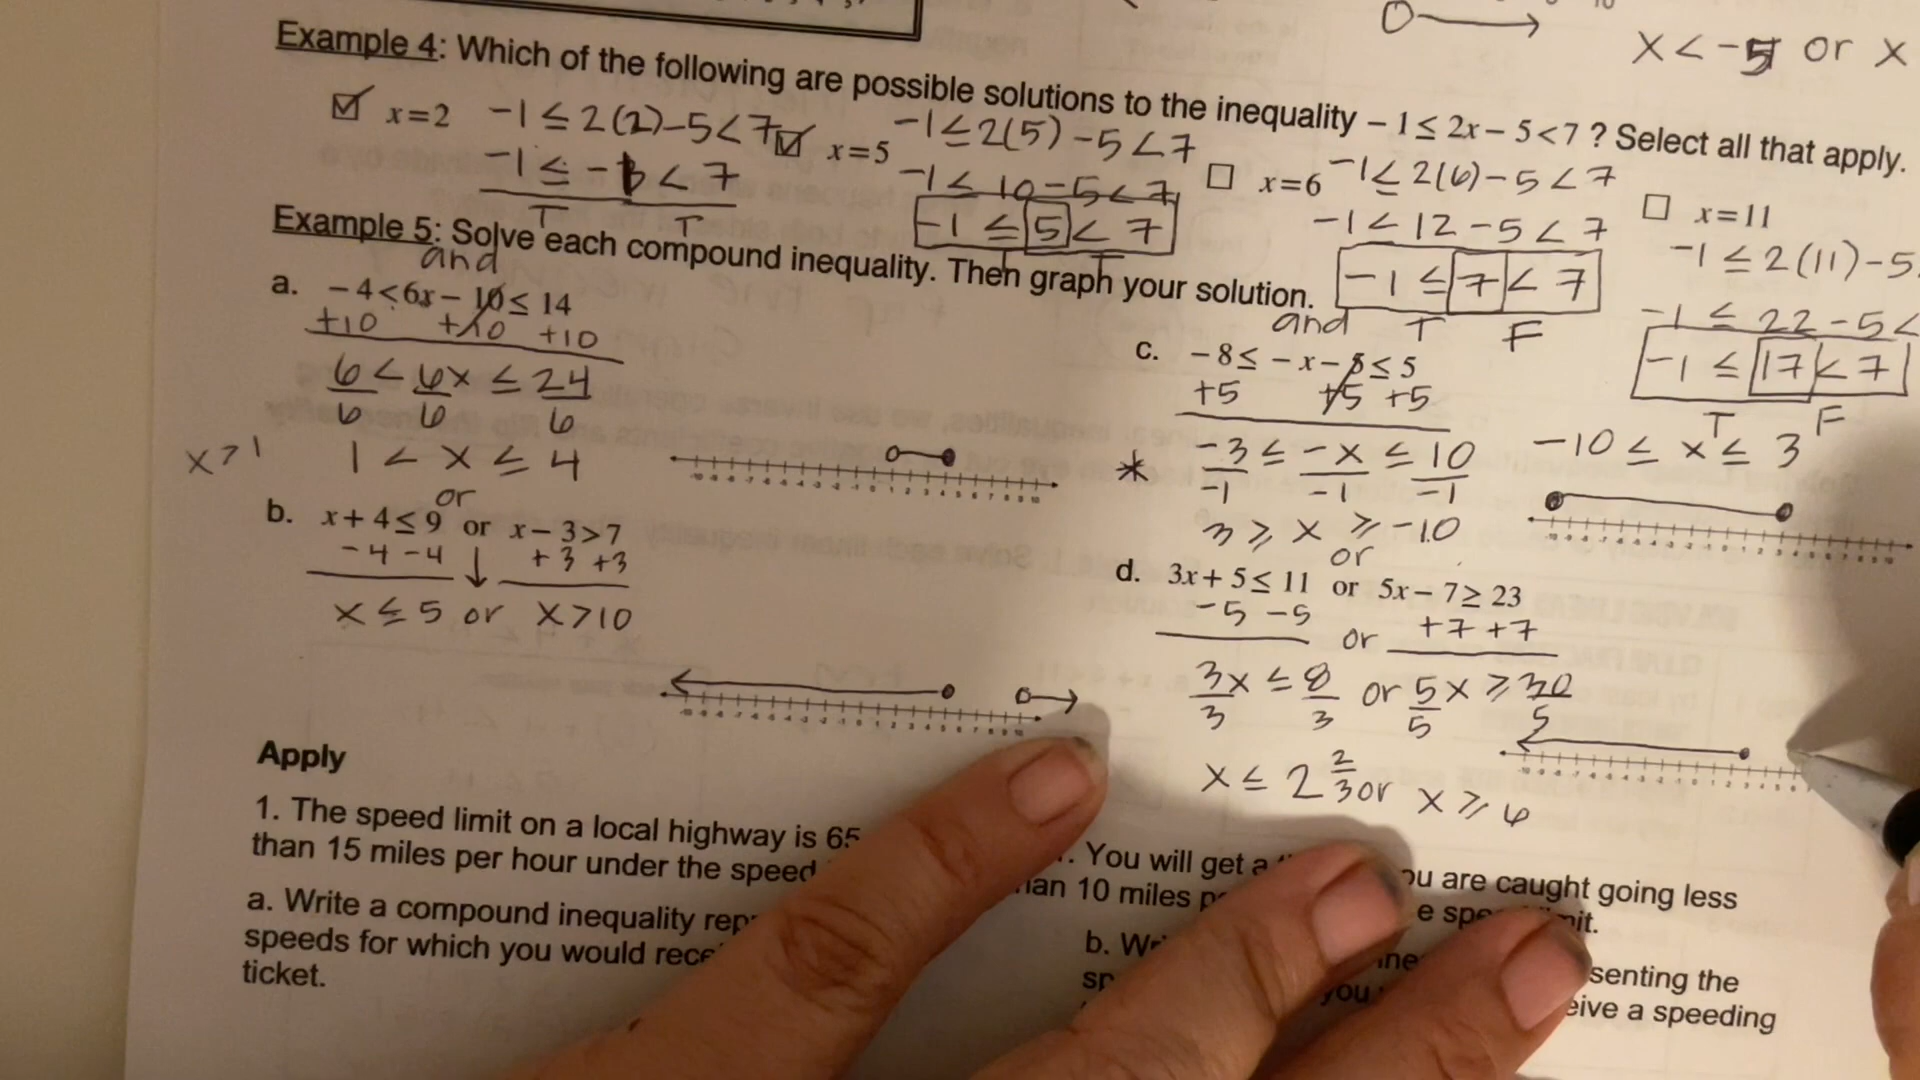 x < -5 or x
Example 4: Which of the following are possible solutions to the inequality − 1 ≤ 2x − 5 < 7 ? Select all that apply.
☑ x = 2 -1 ≤ 2(2)-5 < 7
-1 ≤ -1 < 7
T T
☑ x = 5 -1 ≤ 2(5) -5 < 7
-1 ≤ 10-5 < 7
-1 ≤ 5 < 7
T T
☐ x = 6 -1 ≤ 2(6)-5 < 7
-1 ≤ 12-5 < 7
-1 ≤ 7 < 7
T F
☐ x = 11
-1 ≤ 2(11)-5
-1 ≤ 22-5 <
-1 ≤ 17 < 7
T F
Example 5: Solve each compound inequality. Then graph your solution.
and
a. − 4 < 6x − 10 ≤ 14
+10 +10 +10
6 < 6x ≤ 24
6 6 6
x > 1 1 < x ≤ 4
or
b. x + 4 ≤ 9 or x − 3 > 7
-4 -4 ↓ +3 +3
x ≤ 5 or x > 10
and
c. − 8 ≤ − x − 5 ≤ 5
+5 +5 +5
* -3 ≤ -x ≤ 10
-1 -1 -1
3 ≥ x ≥ -10
-10 ≤ x ≤ 3
or
d. 3x + 5 ≤ 11 or 5x − 7 ≥ 23
-5 -5 or +7 +7
3x ≤ 8 or 5x ≥ 30
3 3 5 5
x ≤ 2 2/3 or x ≥ 6
Apply
1. The speed limit on a local highway is 65
than 15 miles per hour under the speed
You will get a ou are caught going less
an 10 miles p e spe mit.
a. Write a compound inequality rep
speeds for which you would rece
ticket.
b. Wr ine senting the
sp you eive a speeding